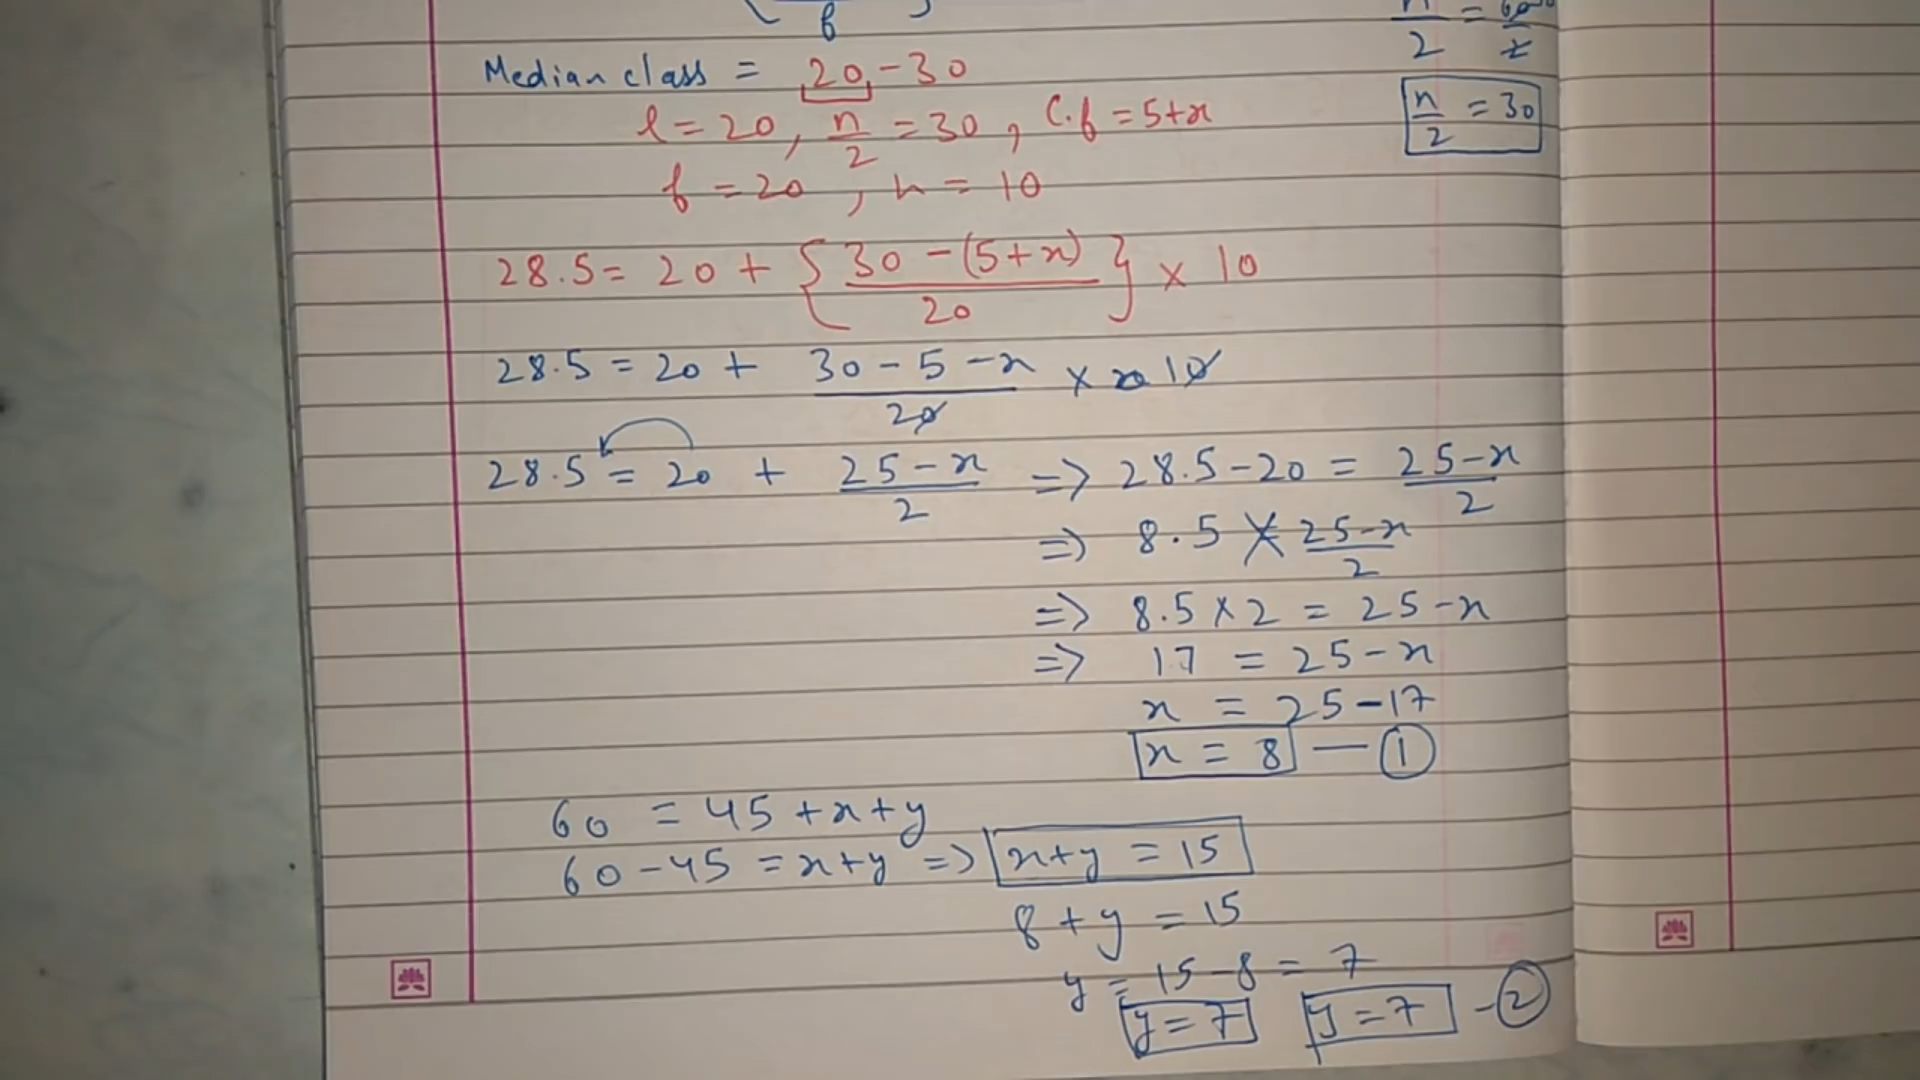 f
n/2 = 60/2
Median class = 20-30
n/2 = 30
l = 20, n/2 = 30, C.f = 5+x
f = 20, h = 10
28.5 = 20 + {30 - (5+x) / 20} × 10
28.5 = 20 + 30 - 5 - x / 20 × 10
28.5 = 20 + 25-x / 2 => 28.5-20 = 25-x / 2
=> 8.5 = 25-x / 2
=> 8.5 × 2 = 25-x
=> 17 = 25-x
x = 25-17
x = 8 — 1
60 = 45+x+y
60-45 = x+y => x+y = 15
8+y = 15
y = 15-8 = 7
y = 7 y = 7 - 2